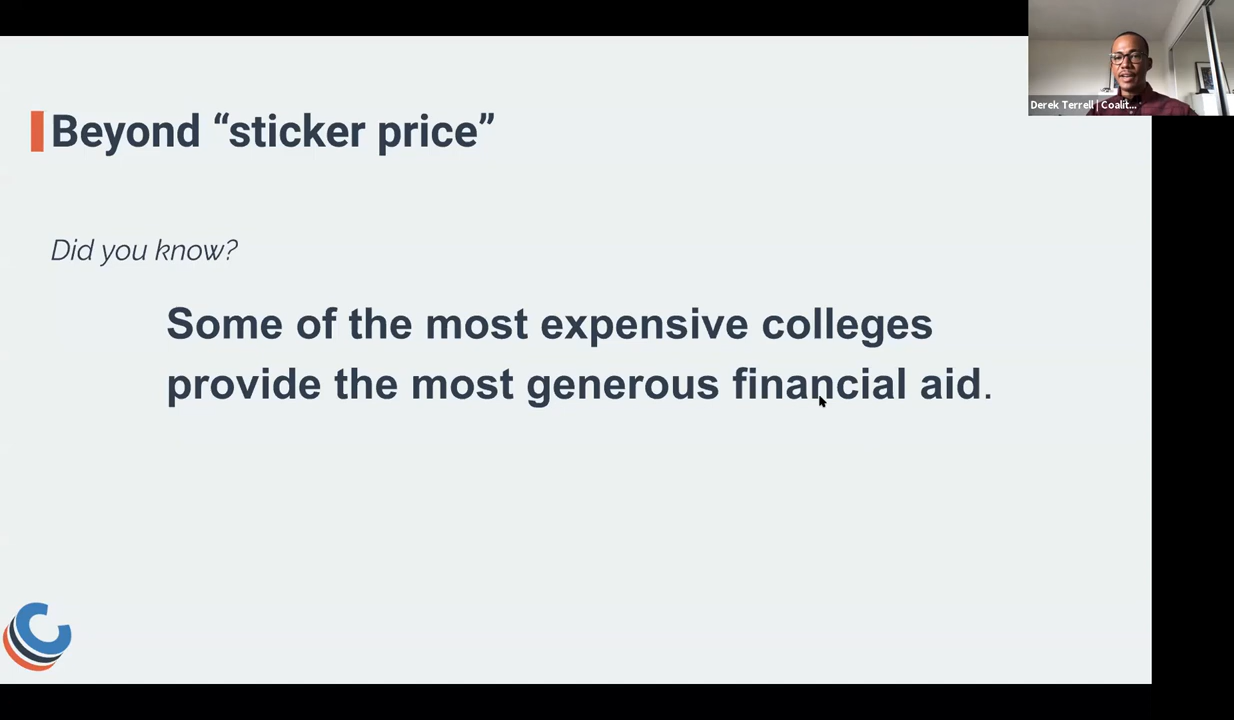 Beyond “sticker price”
Derek Terrell | Coalit...
Did you know?
Some of the most expensive colleges
provide the most generous financial aid.